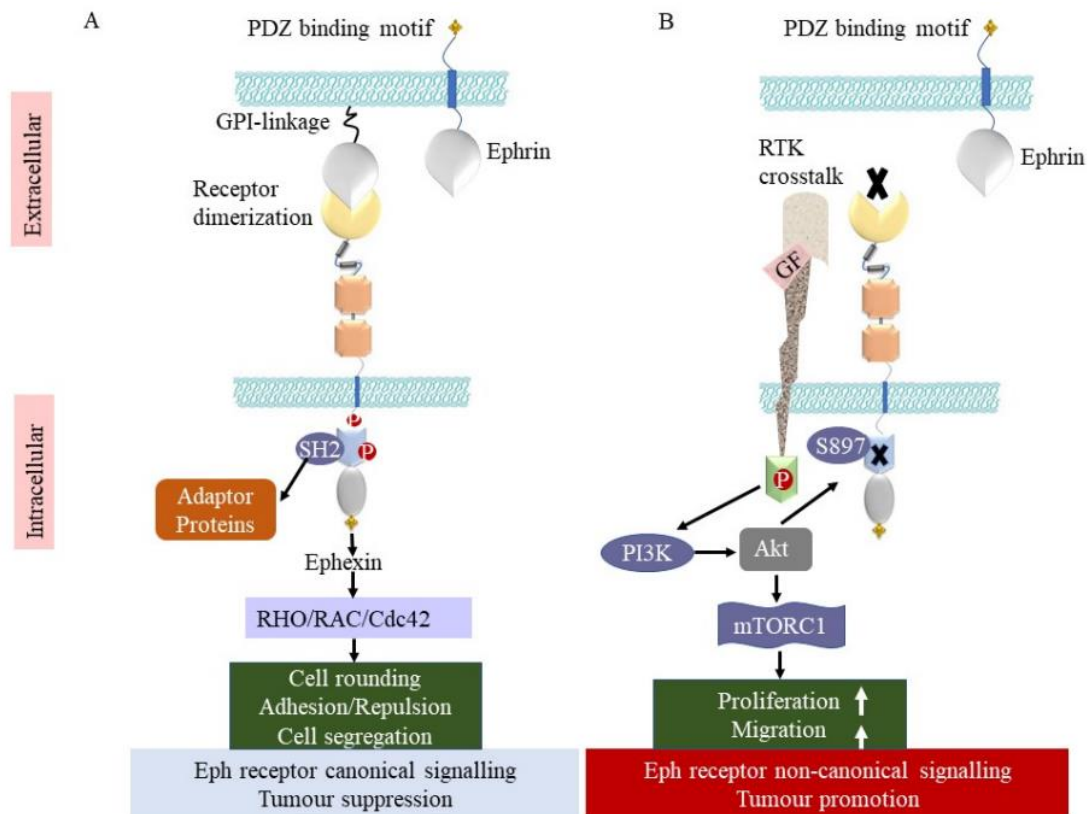 A
PDZ binding motif
GPI-linkage
Ephrin
Receptor
dimerization
Extracellular
Intracellular
P
SH2
P
Adaptor
Proteins
Ephexin
RHO/RAC/Cdc42
Cell rounding
Adhesion/Repulsion
Cell segregation
Eph receptor canonical signalling
Tumour suppression
B
PDZ binding motif
RTK
crosstalk
Ephrin
GF
S897
P
PI3K
Akt
mTORC1
Proliferation
Migration
Eph receptor non-canonical signalling
Tumour promotion